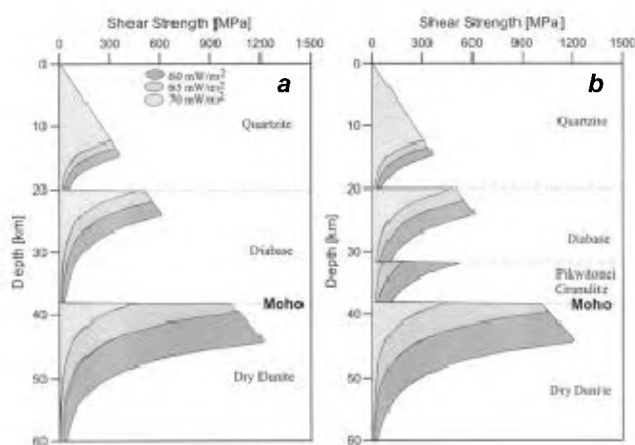 Shear Strength [MPa]
0 300 600 900 1200 1500
a
60 mW/m2
65 mW/m2
70 mW/m2
0
10
20
30
40
50
60
Depth [km]
Quartzite
Diabase
Moho
Dry Dunite
Shear Strength [MPa]
0 300 600 900 1200 1500
b
0
10
20
30
40
50
60
Depth [km]
Quartzite
Diabase
Pikwitonei
Granulite
Moho
Dry Dunite